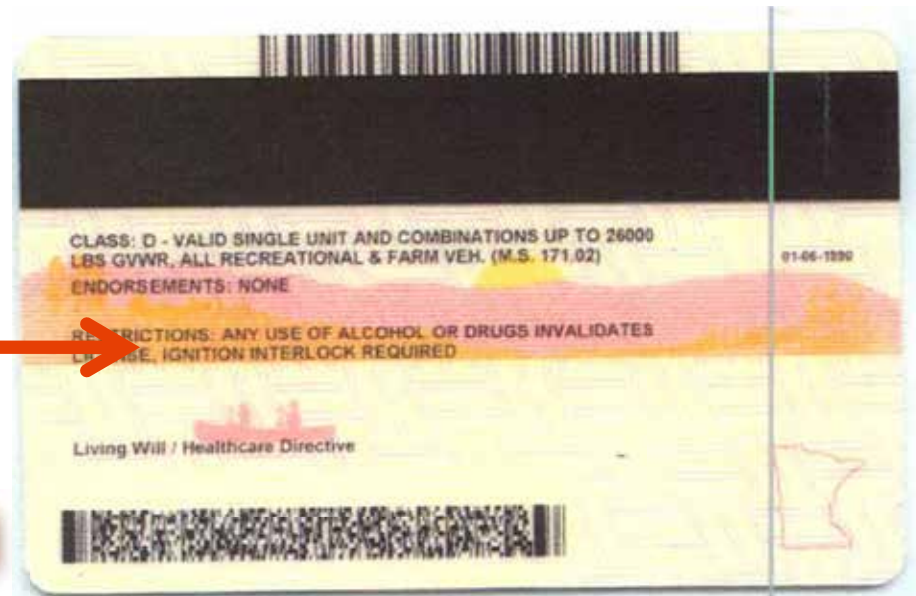 CLASS: D - VALID SINGLE UNIT AND COMBINATIONS UP TO 26000
LBS GVWR, ALL RECREATIONAL & FARM VEH. (M.S. 171.02)
01-06-1990
ENDORSEMENTS: NONE
RESTRICTIONS: ANY USE OF ALCOHOL OR DRUGS INVALIDATES
LICENSE, IGNITION INTERLOCK REQUIRED
Living Will / Healthcare Directive